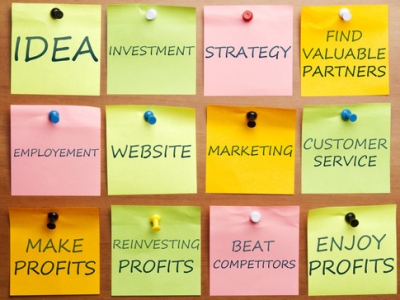 IDEA
INVESTMENT
STRATEGY
FIND
VALUABLE
PARTNERS
EMPLOYEMENT
WEBSITE
MARKETING
CUSTOMER
SERVICE
MAKE
PROFITS
REINVESTING
PROFITS
BEAT
COMPETITORS
ENJOY
PROFITS